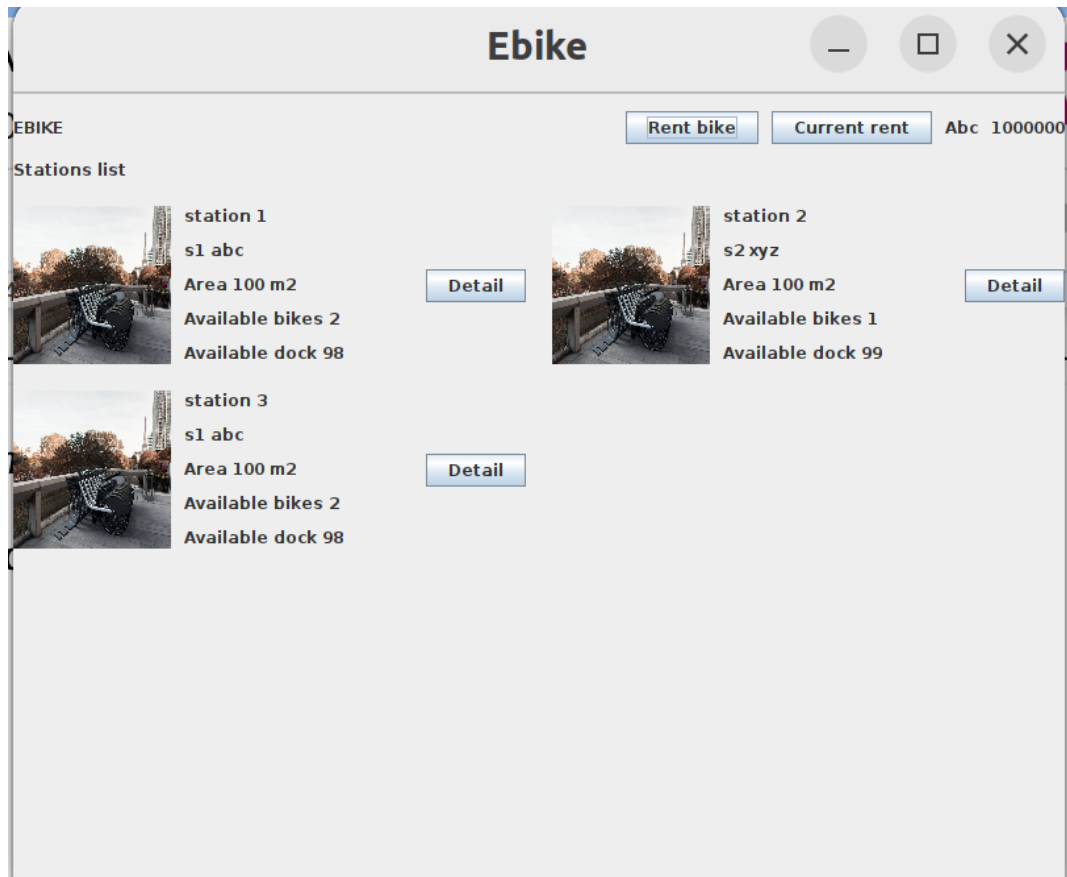 Ebike
EBIKE Rent bike Current rent Abc 1000000
Stations list
station 1
s1 abc
Area 100 m2
Detail
Available bikes 2
Available dock 98
station 2
s2 xyz
Area 100 m2
Detail
Available bikes 1
Available dock 99
station 3
s1 abc
Area 100 m2
Detail
Available bikes 2
Available dock 98